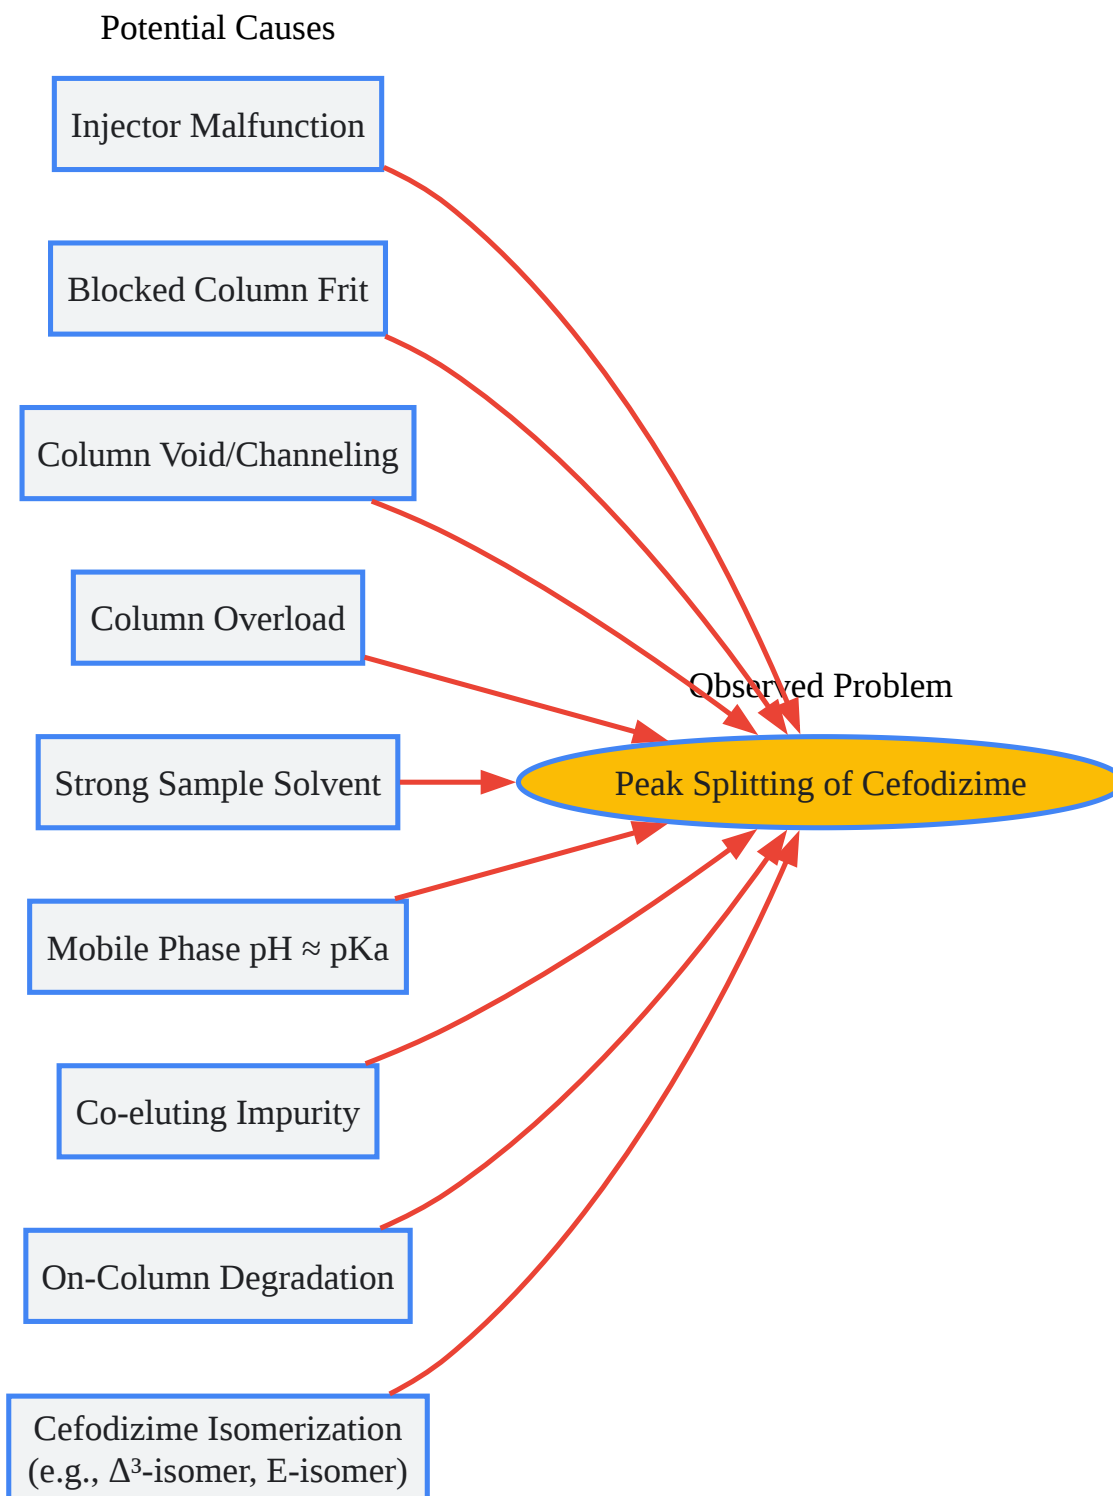 Potential Causes
Injector Malfunction
Blocked Column Frit
Column Void/Channeling
Column Overload
Observed Problem
Strong Sample Solvent
Peak Splitting of Cefodizime
Mobile Phase pH ≈ pKa
Co-eluting Impurity
On-Column Degradation
Cefodizime Isomerization
(e.g., Δ³-isomer, E-isomer)